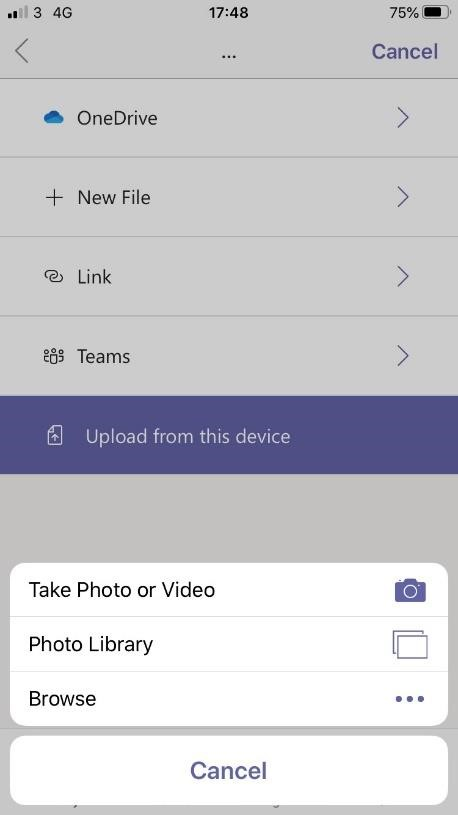 3 4G 17:48 75%
... Cancel
OneDrive
New File
Link
Teams
Upload from this device
Take Photo or Video
Photo Library
Browse
Cancel